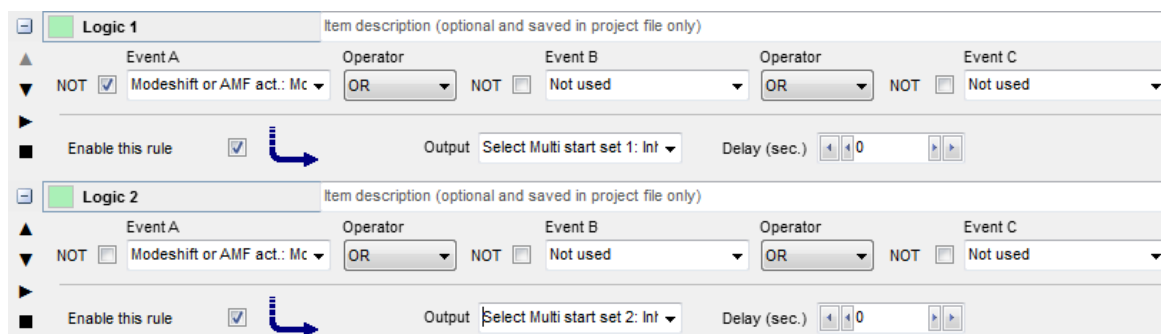 Logic 1 Item description (optional and saved in project file only)
Event A Operator Event B Operator Event C
NOT Modeshift or AMF act.: Mc OR NOT Not used OR NOT Not used
Enable this rule Output Select Multi start set 1: Inh Delay (sec.) 0
Logic 2 Item description (optional and saved in project file only)
Event A Operator Event B Operator Event C
NOT Modeshift or AMF act.: Mc OR NOT Not used OR NOT Not used
Enable this rule Output Select Multi start set 2: Inh Delay (sec.) 0